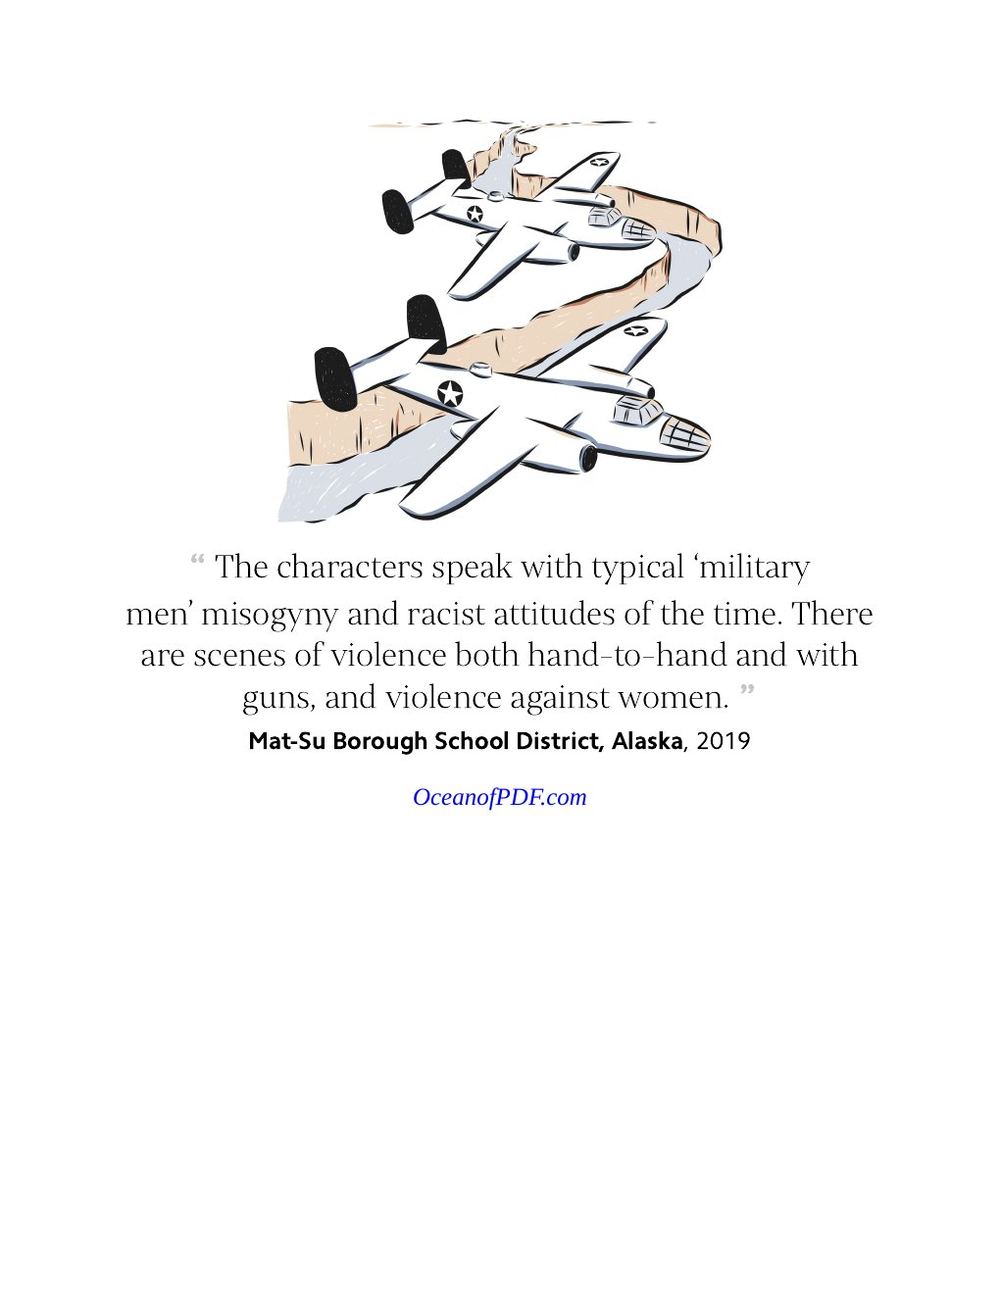 “ The characters speak with typical ‘military
men’ misogyny and racist attitudes of the time. There
are scenes of violence both hand-to-hand and with
guns, and violence against women. ”
Mat-Su Borough School District, Alaska, 2019
OceanofPDF.com